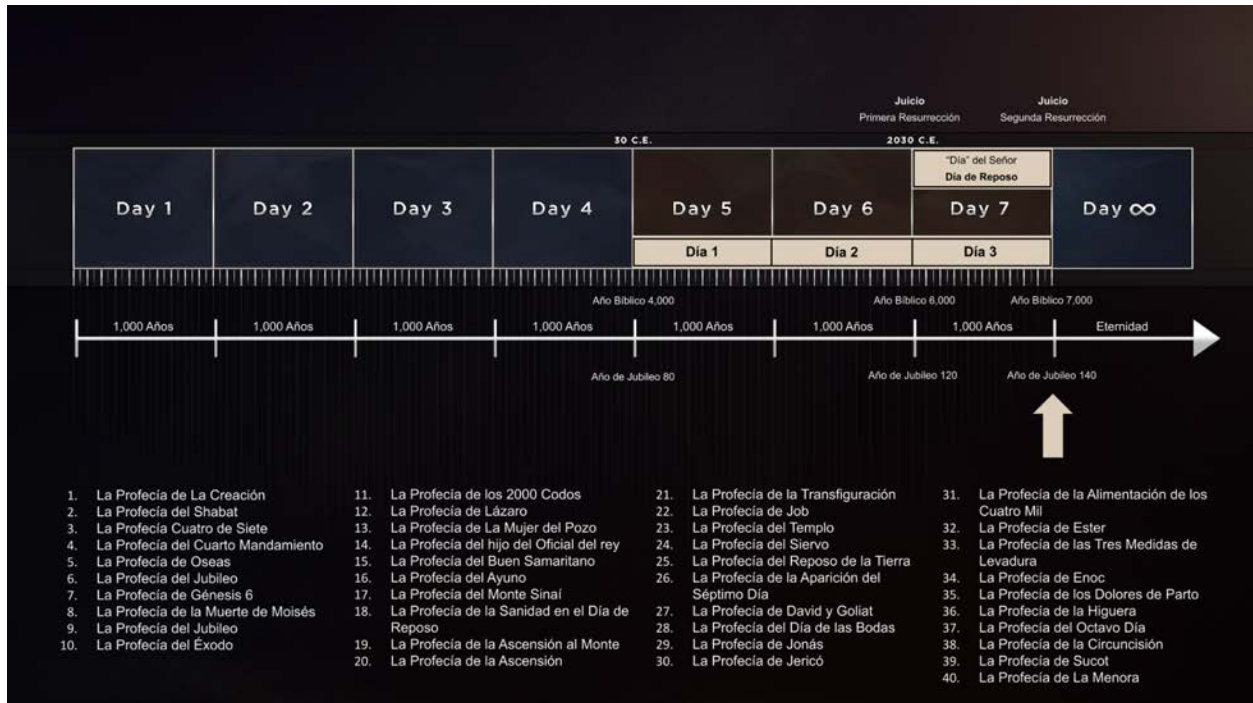 Juicio
Primera Resurrección
Juicio
Segunda Resurrección
30 C.E.
2030 C.E.
Day 1
Day 2
Day 3
Day 4
Day 5
Day 6
"Día" del Señor
Día de Reposo
Day 7
Day ∞
Día 1
Día 2
Día 3
Año Bíblico 4,000
Año Bíblico 6,000
Año Bíblico 7,000
1,000 Años
1,000 Años
1,000 Años
1,000 Años
1,000 Años
1,000 Años
1,000 Años
Eternidad
Año de Jubileo 80
Año de Jubileo 120
Año de Jubileo 140
1. La Profecía de La Creación
2. La Profecía del Shabat
3. La Profecía Cuatro de Siete
4. La Profecía del Cuarto Mandamiento
5. La Profecía de Oseas
6. La Profecía del Jubileo
7. La Profecía de Génesis 6
8. La Profecía de la Muerte de Moisés
9. La Profecía del Jubileo
10. La Profecía del Éxodo
11. La Profecía de los 2000 Codos
12. La Profecía de Lázaro
13. La Profecía de La Mujer del Pozo
14. La Profecía del hijo del Oficial del rey
15. La Profecía del Buen Samaritano
16. La Profecía del Ayuno
17. La Profecía del Monte Sinaí
18. La Profecía de la Sanidad en el Día de
Reposo
19. La Profecía de la Ascensión al Monte
20. La Profecía de la Ascensión
21. La Profecía de la Transfiguración
22. La Profecía de Job
23. La Profecía del Templo
24. La Profecía del Siervo
25. La Profecía del Reposo de la Tierra
26. La Profecía de la Aparición del
Séptimo Día
27. La Profecía de David y Goliat
28. La Profecía del Día de las Bodas
29. La Profecía de Jonás
30. La Profecía de Jericó
31. La Profecía de la Alimentación de los
Cuatro Mil
32. La Profecía de Ester
33. La Profecía de las Tres Medidas de
Levadura
34. La Profecía de Enoc
35. La Profecía de los Dolores de Parto
36. La Profecía de la Higuera
37. La Profecía del Octavo Día
38. La Profecía de la Circuncisión
39. La Profecía de Sucot
40. La Profecía de La Menora